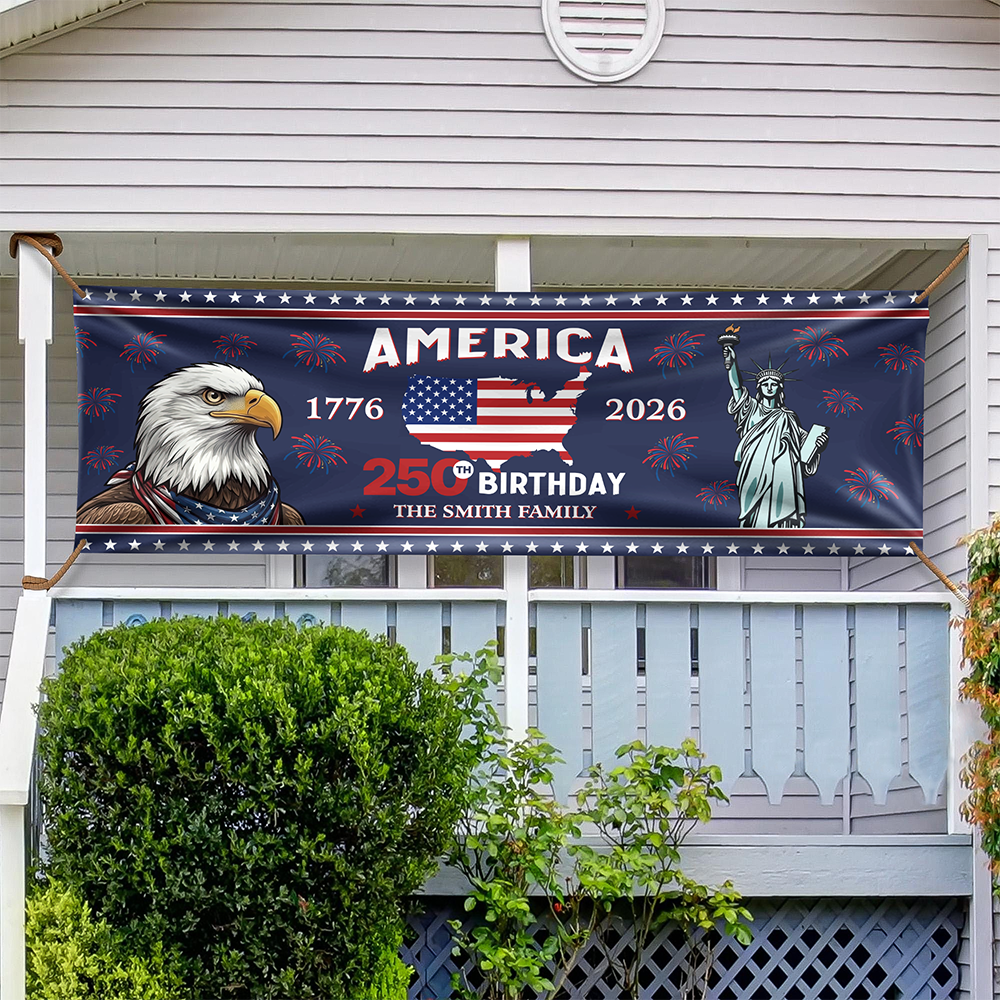 AMERICA
1776 2026
250TH BIRTHDAY
THE SMITH FAMILY